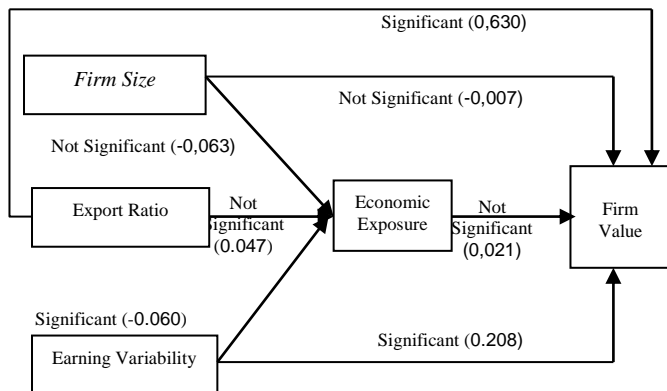 Significant (0,630)
Firm Size
Not Significant (-0,007)
Not Significant (-0,063)
Export Ratio
Not
Significant
(0.047)
Economic
Exposure
Not
Significant
(0,021)
Firm
Value
Significant (-0.060)
Earning Variability
Significant (0.208)